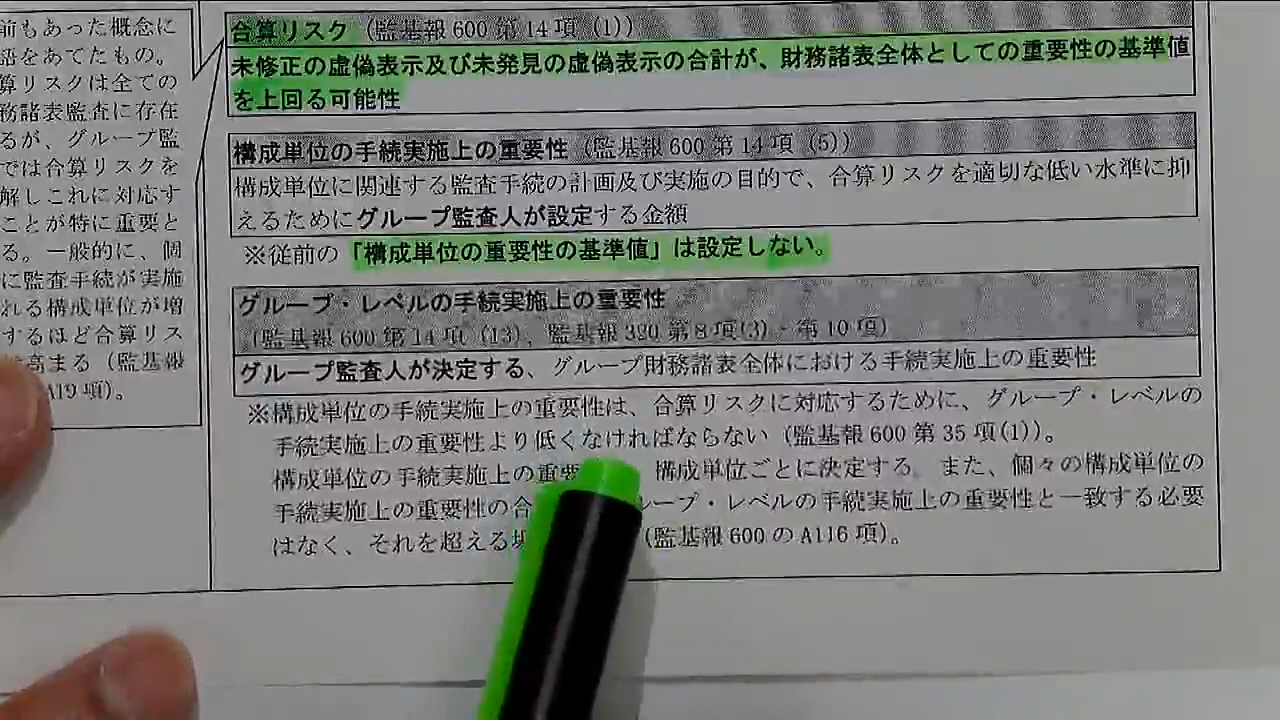 前もあった概念に
語をあてたもの。
算リスクは全ての
務諸表監査に存在
るが、グループ監
では合算リスクを
解しこれに対応す
ことが特に重要と
る。一般的に、個
に監査手続が実施
れる構成単位が増
するほど合算リス
高まる（監基報
A19項）。
合算リスク（監基報600第14項（1））
未修正の虚偽表示及び未発見の虚偽表示の合計が、財務諸表全体としての重要性の基準値
を上回る可能性
構成単位の手続実施上の重要性（監基報600第14項（5））
構成単位に関連する監査手続の計画及び実施の目的で、合算リスクを適切な低い水準に抑
えるためにグループ監査人が設定する金額
※従前の「構成単位の重要性の基準値」は設定しない。
グループ・レベルの手続実施上の重要性
（監基報600第14項（13）、監基報320第8項(3)・第10項）
グループ監査人が決定する、グループ財務諸表全体における手続実施上の重要性
※構成単位の手続実施上の重要性は、合算リスクに対応するために、グループ・レベルの
手続実施上の重要性より低くなければならない（監基報600第35項(1)）。
構成単位の手続実施上の重要 構成単位ごとに決定する。また、個々の構成単位の
手続実施上の重要性の合 ループ・レベルの手続実施上の重要性と一致する必要
はなく、それを超える （監基報600のA116項）。